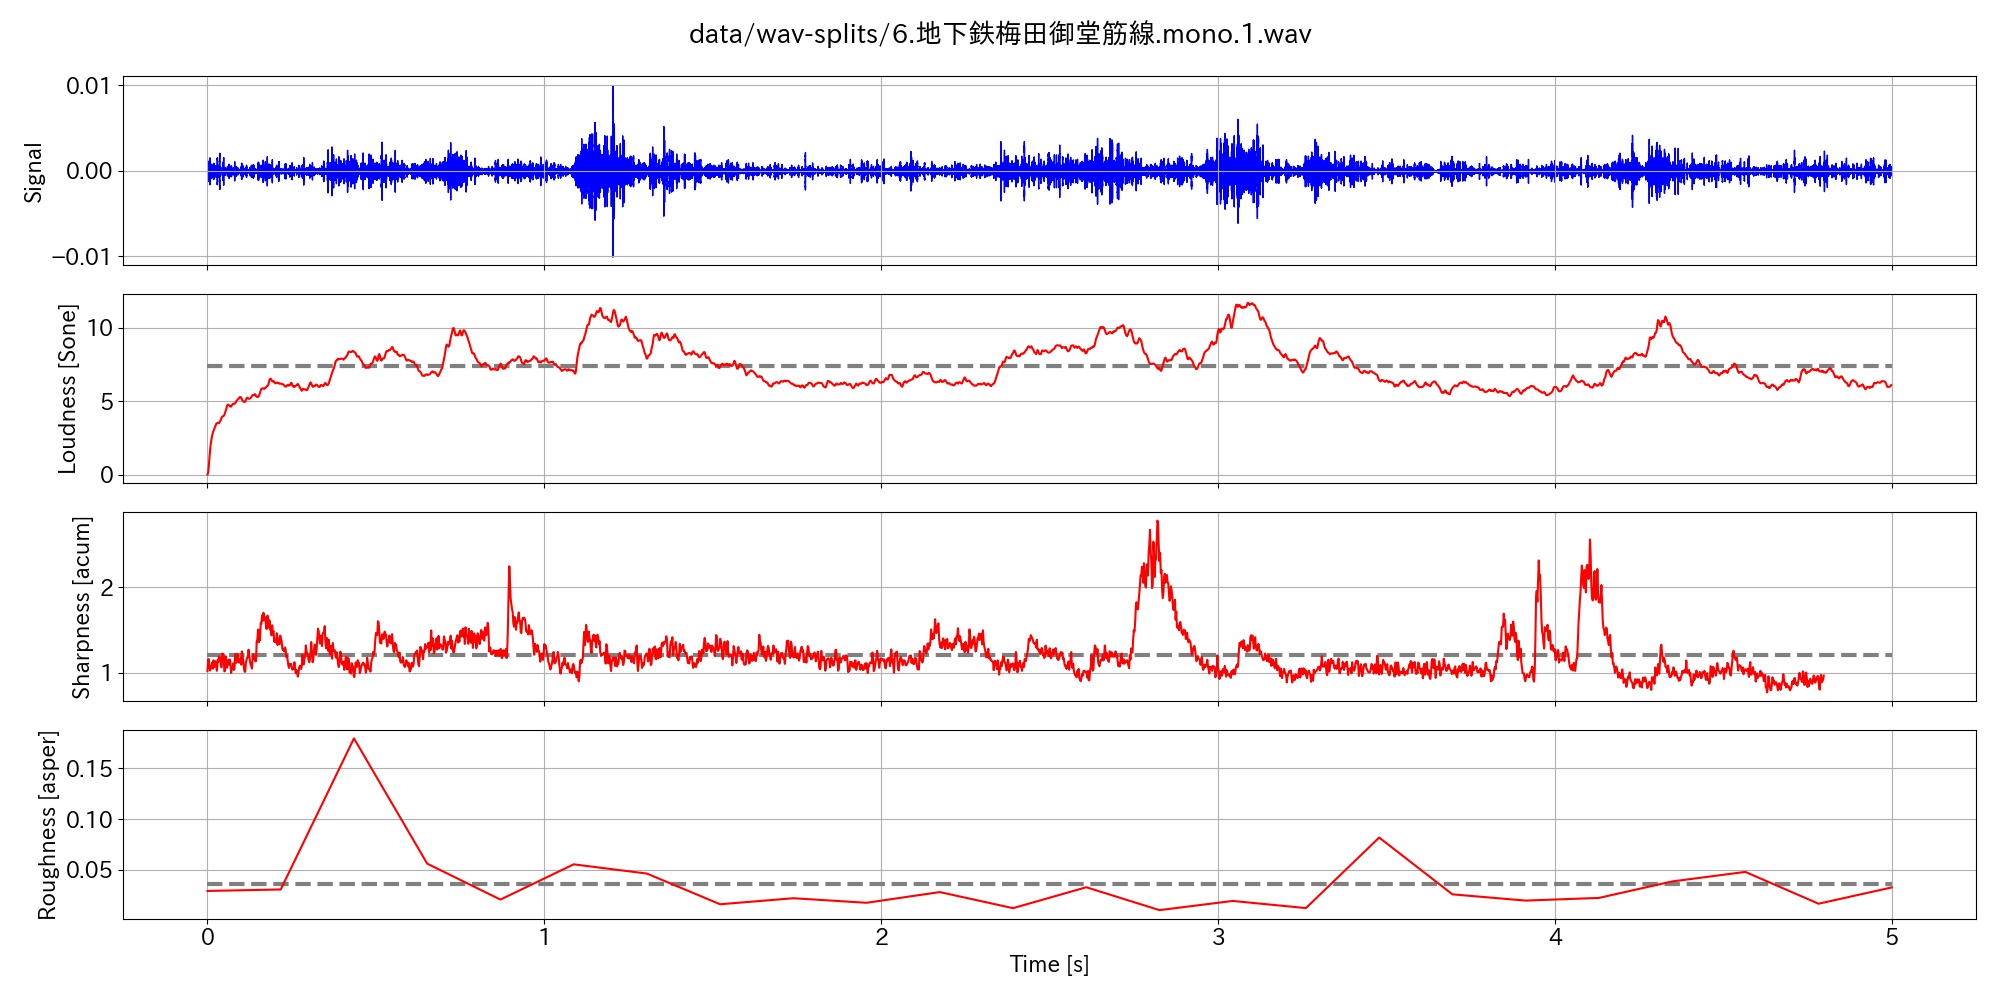 data/wav-splits/6.地下鉄梅田御堂筋線.mono.1.wav
0.01
0.00
−0.01
Signal
10
5
0
Loudness [Sone]
2
1
Sharpness [acum]
0.15
0.10
0.05
Roughness [asper]
0 1 2 3 4 5
Time [s]